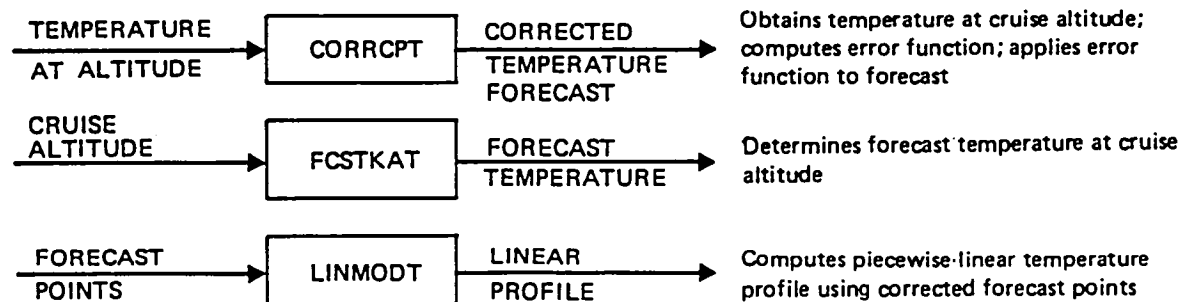 TEMPERATURE
AT ALTITUDE
CORRCPT
CORRECTED
TEMPERATURE
FORECAST
Obtains temperature at cruise altitude;
computes error function; applies error
function to forecast
CRUISE
ALTITUDE
FCSTKAT
FORECAST
TEMPERATURE
Determines forecast temperature at cruise
altitude
FORECAST
POINTS
LINMODT
LINEAR
PROFILE
Computes piecewise-linear temperature
profile using corrected forecast points